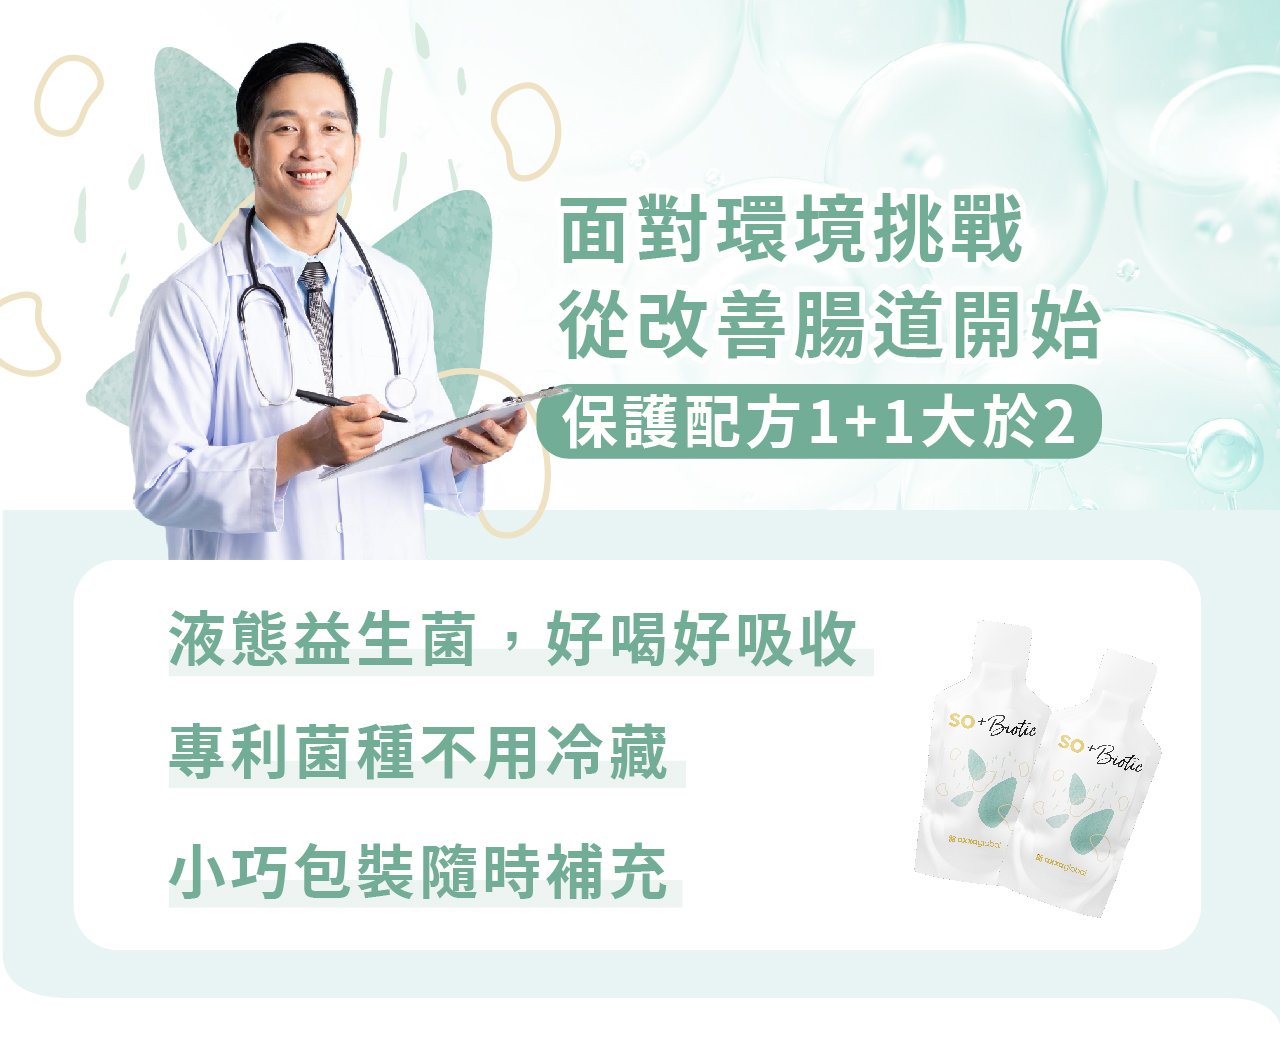 面對環境挑戰
從改善腸道開始
保護配方1+1大於2
液態益生菌，好喝好吸收
專利菌種不用冷藏
小巧包裝隨時補充
SO+Biotic
SO+Biotic